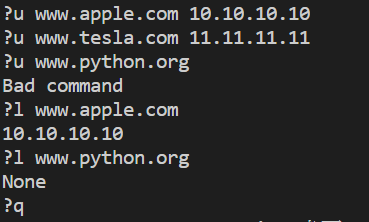 ?u www.apple.com 10.10.10.10
?u www.tesla.com 11.11.11.11
?u www.python.org
Bad command
?l www.apple.com
10.10.10.10
?l www.python.org
None
?q